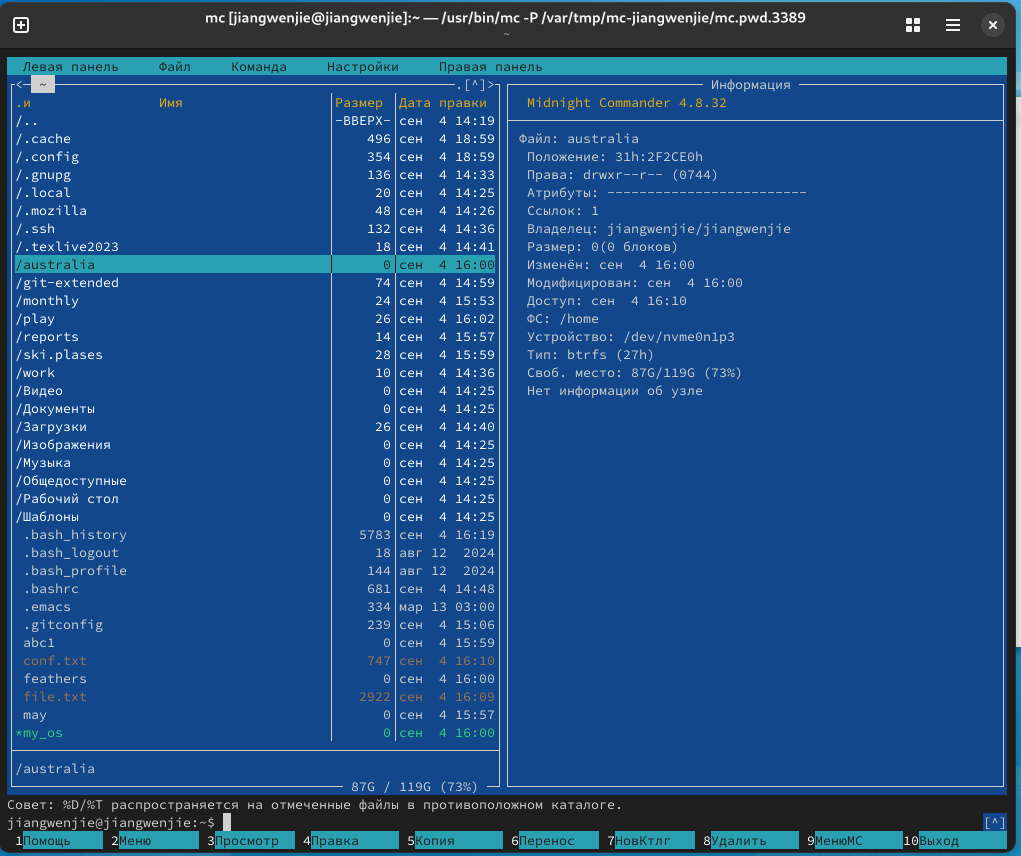 mc [jiangwenjie@jiangwenjie]:~ — /usr/bin/mc -P /var/tmp/mc-jiangwenjie/mc.pwd.3389
~
Левая панель Файл Команда Настройки Правая панель
<─ ~ ─.[^]>
.и Имя Размер Дата правки
/.. -ВВЕРХ- сен 4 14:19
/.cache 496 сен 4 18:59
/.config 354 сен 4 18:59
/.gnupg 136 сен 4 14:33
/.local 20 сен 4 14:25
/.mozilla 48 сен 4 14:26
/.ssh 132 сен 4 14:36
/.texlive2023 18 сен 4 14:41
/australia 0 сен 4 16:00
/git-extended 74 сен 4 14:59
/monthly 24 сен 4 15:53
/play 26 сен 4 16:02
/reports 14 сен 4 15:57
/ski.plases 28 сен 4 15:59
/work 10 сен 4 14:36
/Видео 0 сен 4 14:25
/Документы 0 сен 4 14:25
/Загрузки 26 сен 4 14:40
/Изображения 0 сен 4 14:25
/Музыка 0 сен 4 14:25
/Общедоступные 0 сен 4 14:25
/Рабочий стол 0 сен 4 14:25
/Шаблоны 0 сен 4 14:25
.bash_history 5783 сен 4 16:19
.bash_logout 18 авг 12 2024
.bash_profile 144 авг 12 2024
.bashrc 681 сен 4 14:48
.emacs 334 мар 13 03:00
.gitconfig 239 сен 4 15:06
abc1 0 сен 4 15:59
conf.txt 747 сен 4 16:10
feathers 0 сен 4 16:00
file.txt 2922 сен 4 16:09
may 0 сен 4 15:57
*my_os 0 сен 4 16:00
/australia
87G / 119G (73%)
Информация
Midnight Commander 4.8.32
Файл: australia
Положение: 31h:2F2CE0h
Права: drwxr--r-- (0744)
Атрибуты: -------------------------
Ссылок: 1
Владелец: jiangwenjie/jiangwenjie
Размер: 0(0 блоков)
Изменён: сен 4 16:00
Модифицирован: сен 4 16:00
Доступ: сен 4 16:10
ФС: /home
Устройство: /dev/nvme0n1p3
Тип: btrfs (27h)
Своб. место: 87G/119G (73%)
Нет информации об узле
Совет: %D/%T распространяется на отмеченные файлы в противоположном каталоге.
jiangwenjie@jiangwenjie:~$ [^]
1Помощь 2Меню 3Просмотр 4Правка 5Копия 6Перенос 7НовКтлг 8Удалить 9МенюMC 10Выход